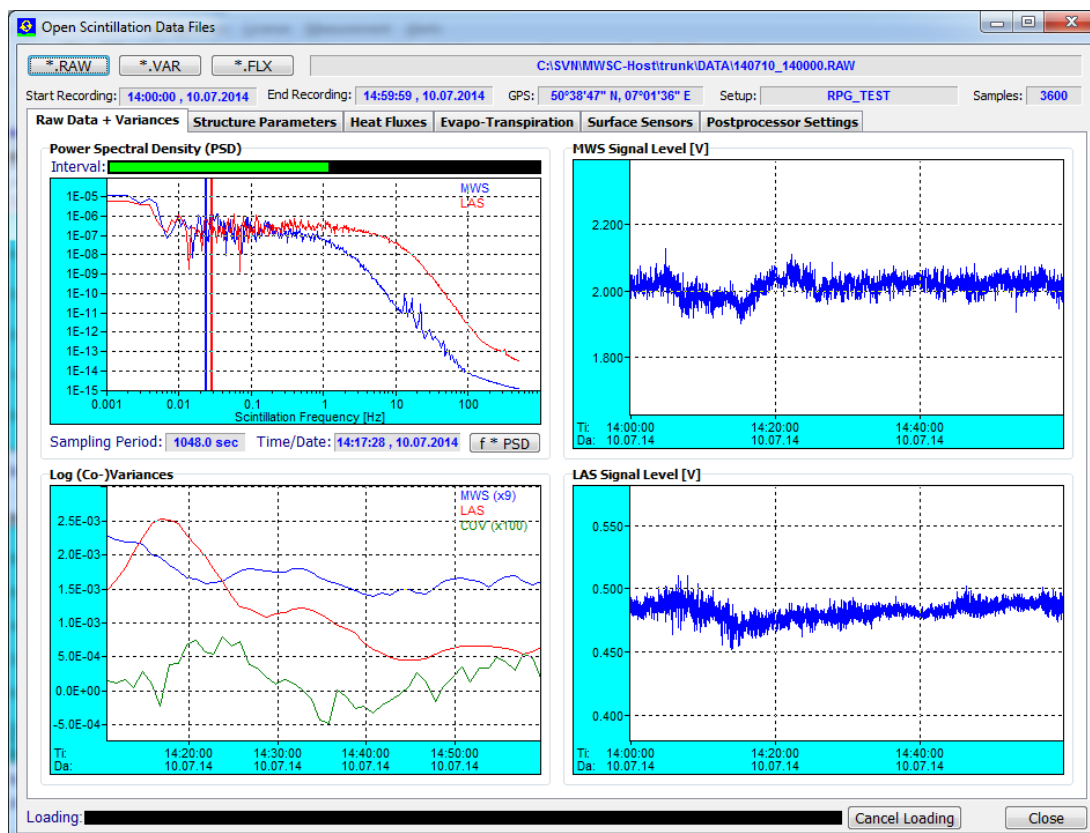 Open Scintillation Data Files
*.RAW *.VAR *.FLX C:\SVN\MWSC-Host\trunk\DATA\140710_140000.RAW
Start Recording: 14:00:00 , 10.07.2014 End Recording: 14:59:59 , 10.07.2014 GPS: 50°38'47" N, 07°01'36" E Setup: RPG_TEST Samples: 3600
Raw Data + Variances Structure Parameters Heat Fluxes Evapo-Transpiration Surface Sensors Postprocessor Settings
Power Spectral Density (PSD)
Interval:
MWS
LAS
1E-05
1E-06
1E-07
1E-08
1E-09
1E-10
1E-11
1E-12
1E-13
1E-14
1E-15
0.001 0.01 0.1 1 10 100
Scintillation Frequency [Hz]
Sampling Period: 1048.0 sec Time/Date: 14:17:28 , 10.07.2014 f * PSD
MWS Signal Level [V]
2.200
2.000
1.800
Ti: 14:00:00 14:20:00 14:40:00
Da: 10.07.14 10.07.14 10.07.14
Log (Co-)Variances
MWS (x9)
LAS
COV (x100)
2.5E-03
2.0E-03
1.5E-03
1.0E-03
5.0E-04
0.0E+00
-5.0E-04
Ti: 14:20:00 14:30:00 14:40:00 14:50:00
Da: 10.07.14 10.07.14 10.07.14 10.07.14
LAS Signal Level [V]
0.550
0.500
0.450
0.400
Ti: 14:00:00 14:20:00 14:40:00
Da: 10.07.14 10.07.14 10.07.14
Loading: Cancel Loading Close